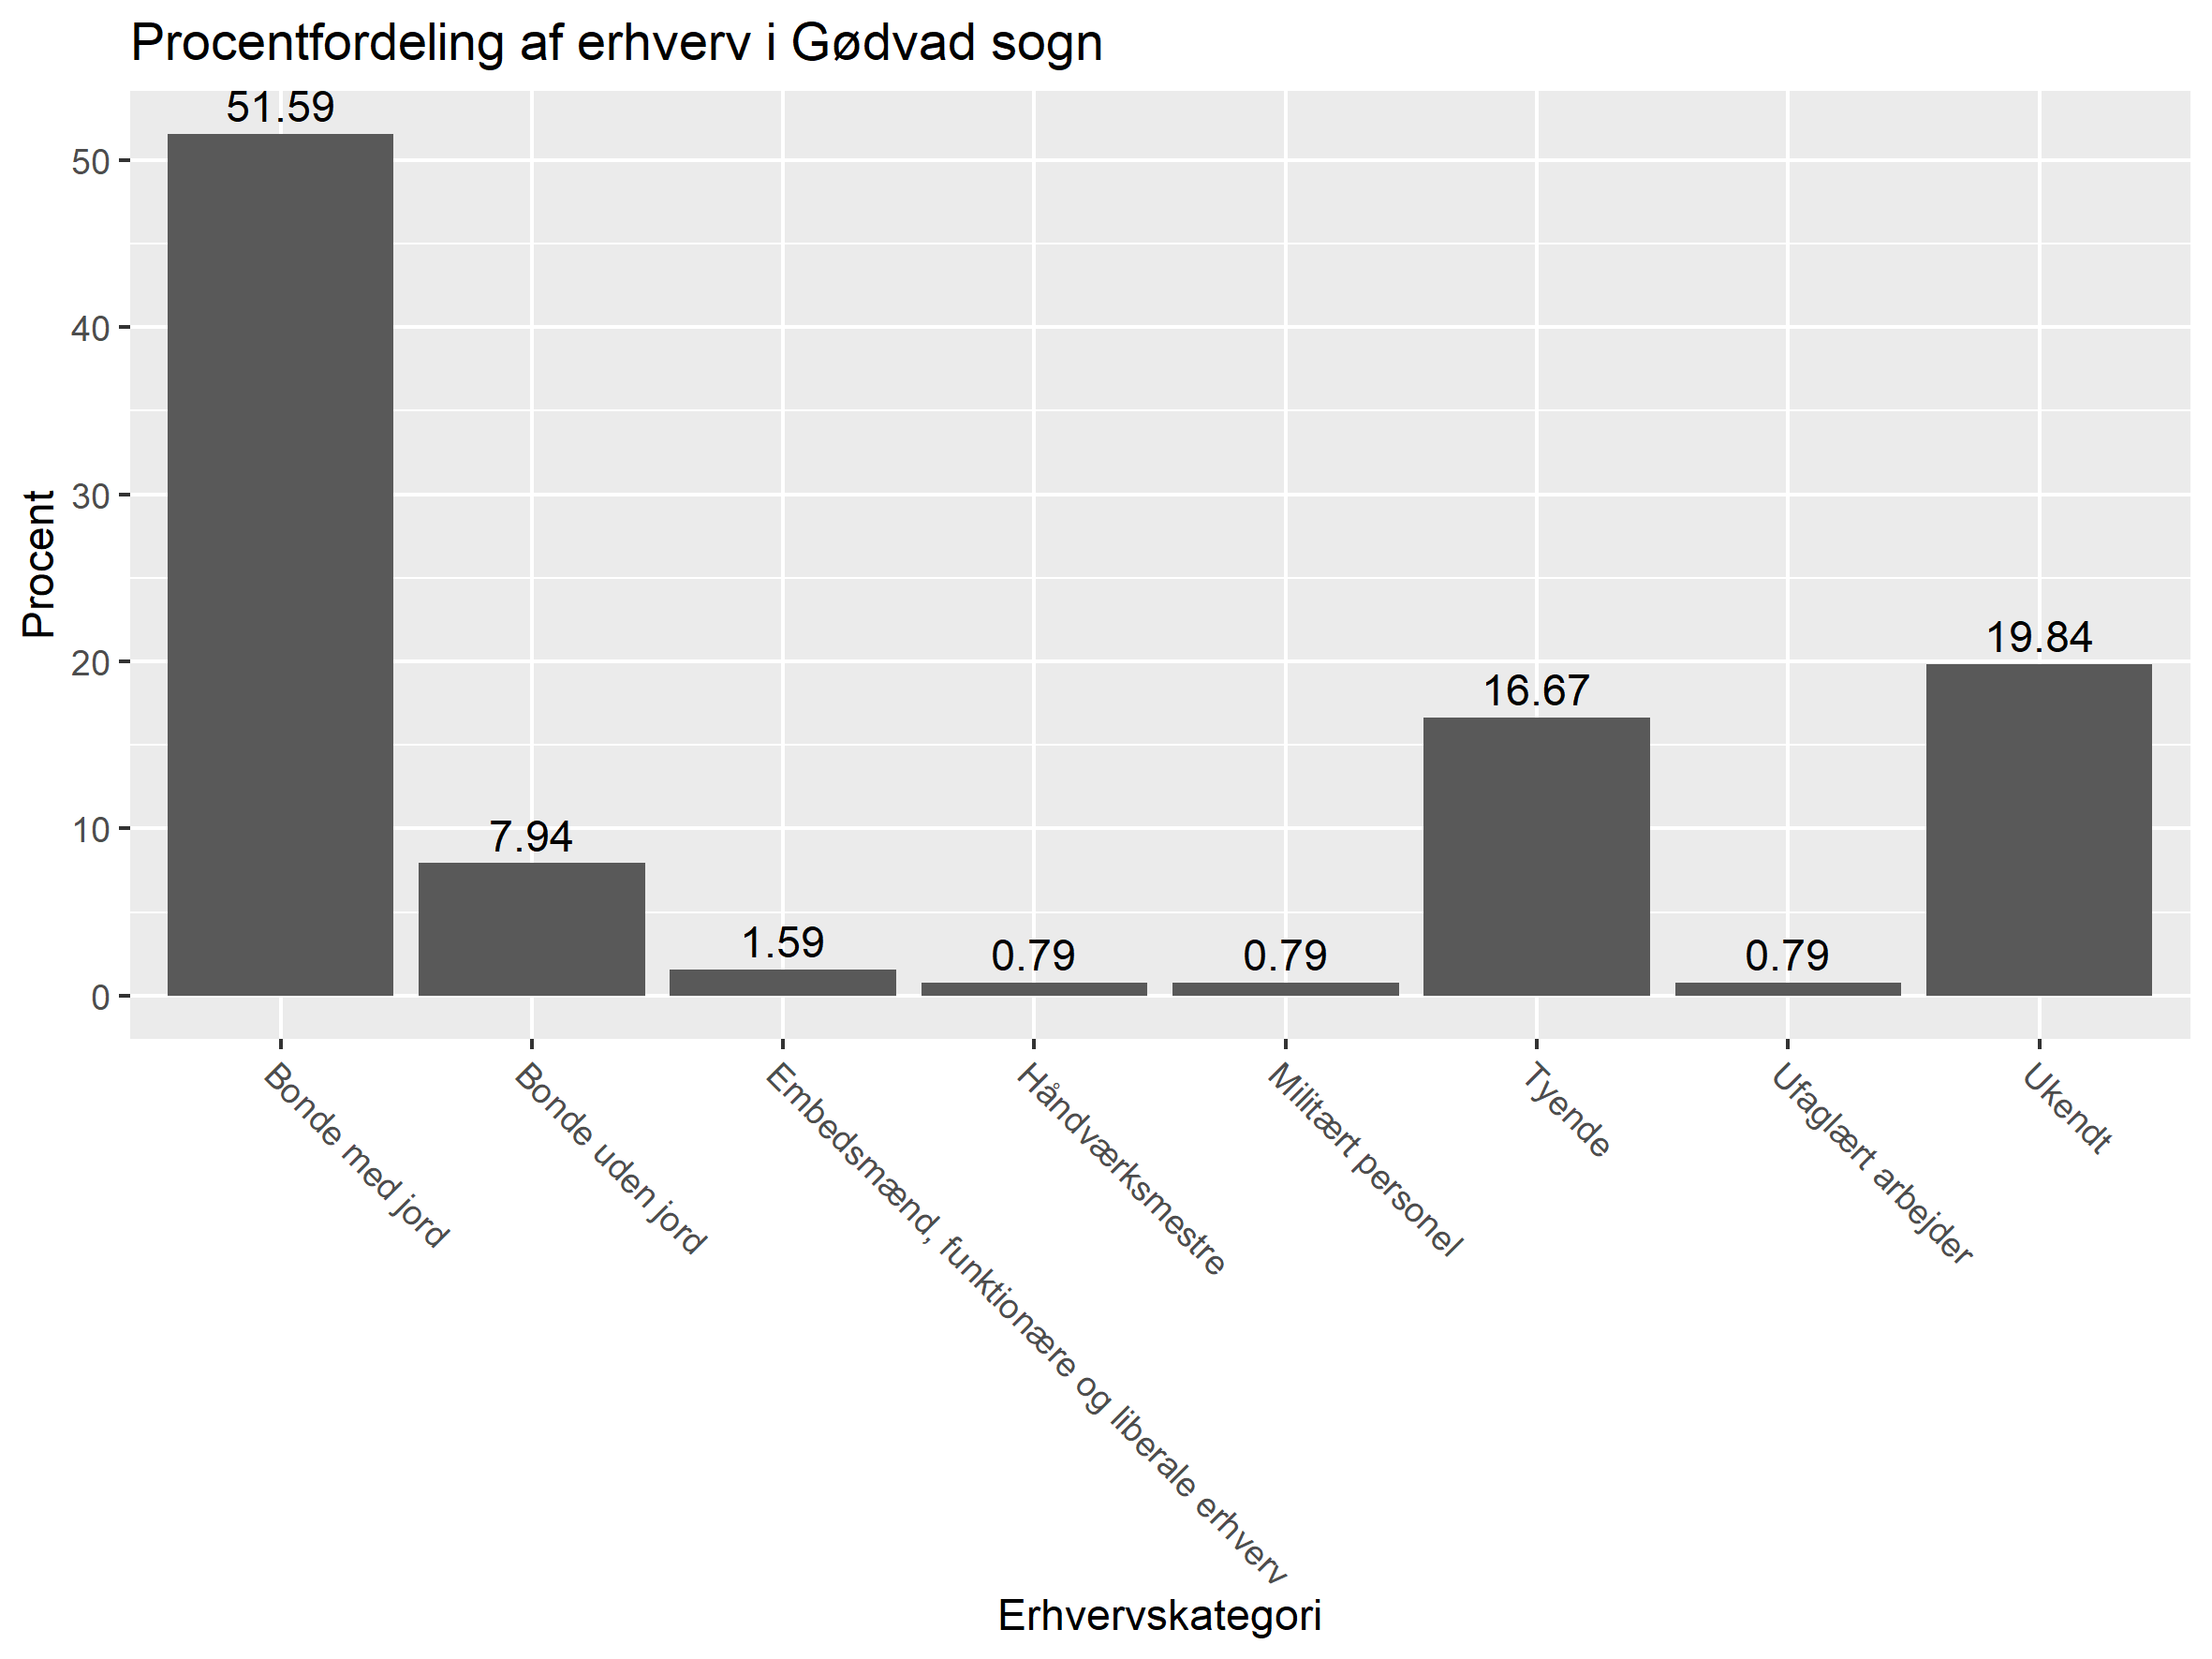 Procentfordeling af erhverv i Gødvad sogn
Procent
50
40
30
20
10
0
51.59
7.94
1.59
0.79
0.79
16.67
0.79
19.84
Bonde med jord
Bonde uden jord
Embedsmænd, funktionære og liberale erhverv
Håndværksmestre
Militært personel
Tyende
Ufaglært arbejder
Ukendt
Erhvervskategori